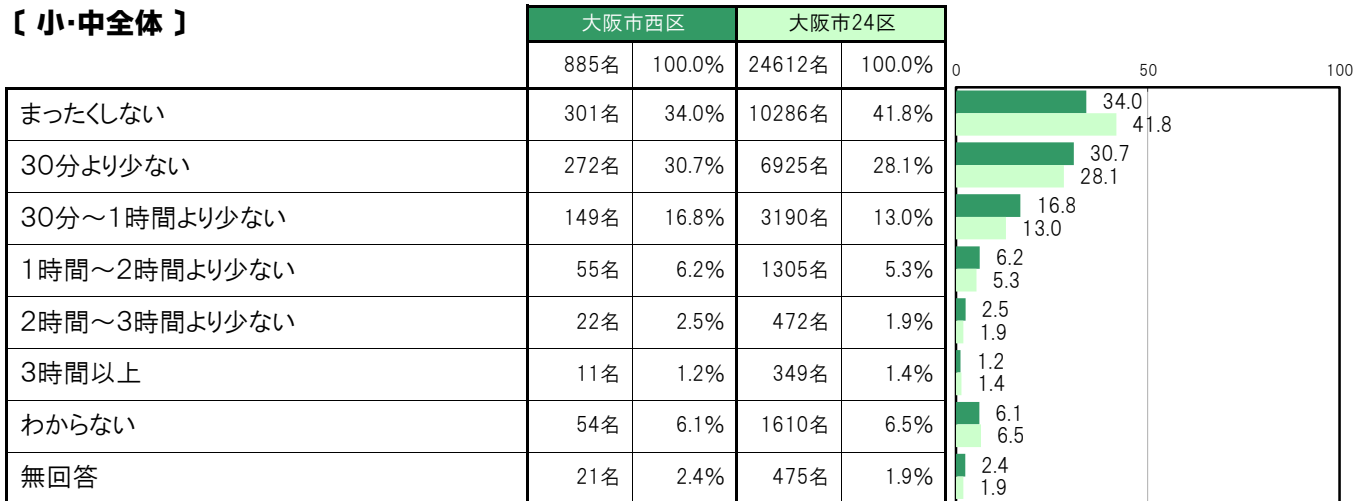 〔 小・中全体 〕
大阪市西区 大阪市24区
885名 100.0% 24612名 100.0% 0 50 100
まったくしない 301名 34.0% 10286名 41.8% 34.0
41.8
30分より少ない 272名 30.7% 6925名 28.1% 30.7
28.1
30分～1時間より少ない 149名 16.8% 3190名 13.0% 16.8
13.0
1時間～2時間より少ない 55名 6.2% 1305名 5.3% 6.2
5.3
2時間～3時間より少ない 22名 2.5% 472名 1.9% 2.5
1.9
3時間以上 11名 1.2% 349名 1.4% 1.2
1.4
わからない 54名 6.1% 1610名 6.5% 6.1
6.5
無回答 21名 2.4% 475名 1.9% 2.4
1.9